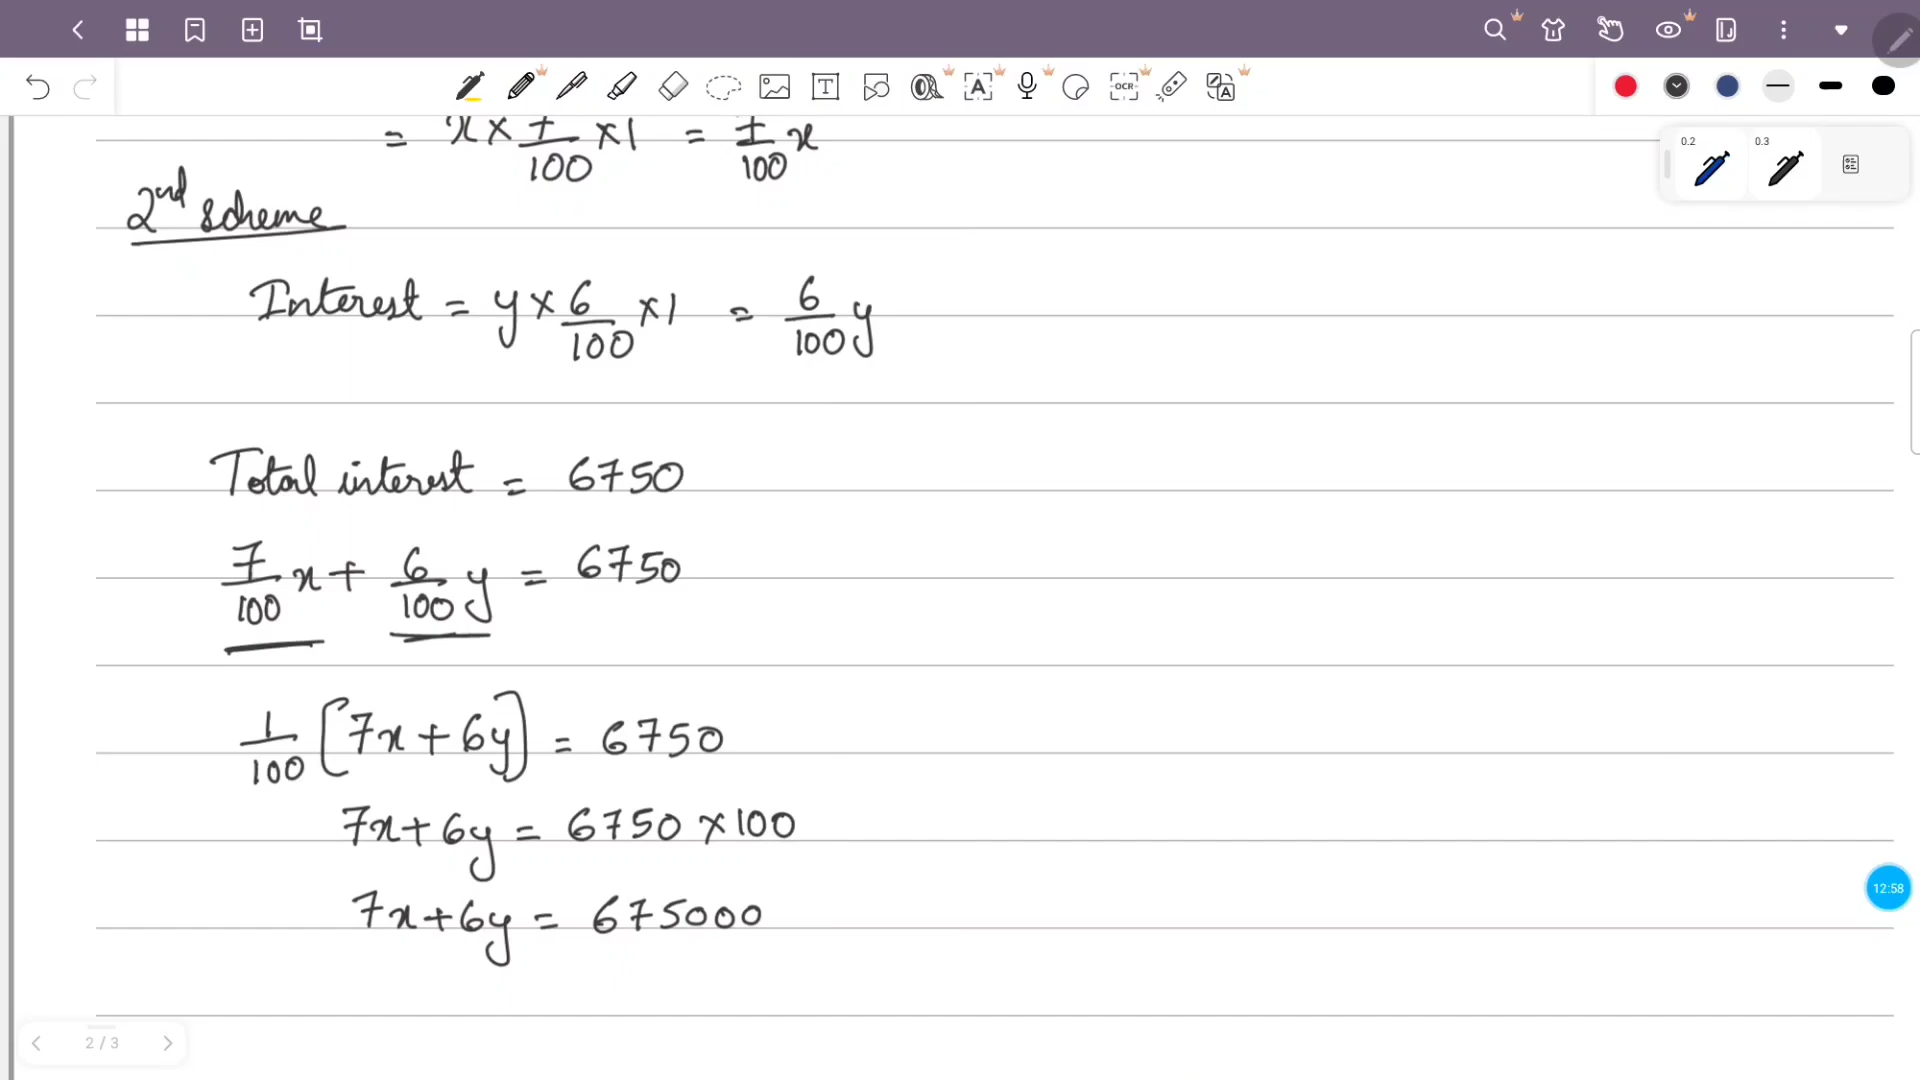 0.2 0.3
= x × 7/100 × 1 = 7/100 x
2nd scheme
Interest = y × 6/100 × 1 = 6/100 y
Total interest = 6750
7/100 x + 6/100 y = 6750
1/100 [7x + 6y] = 6750
7x + 6y = 6750 × 100
7x + 6y = 675000
12:58
2 / 3